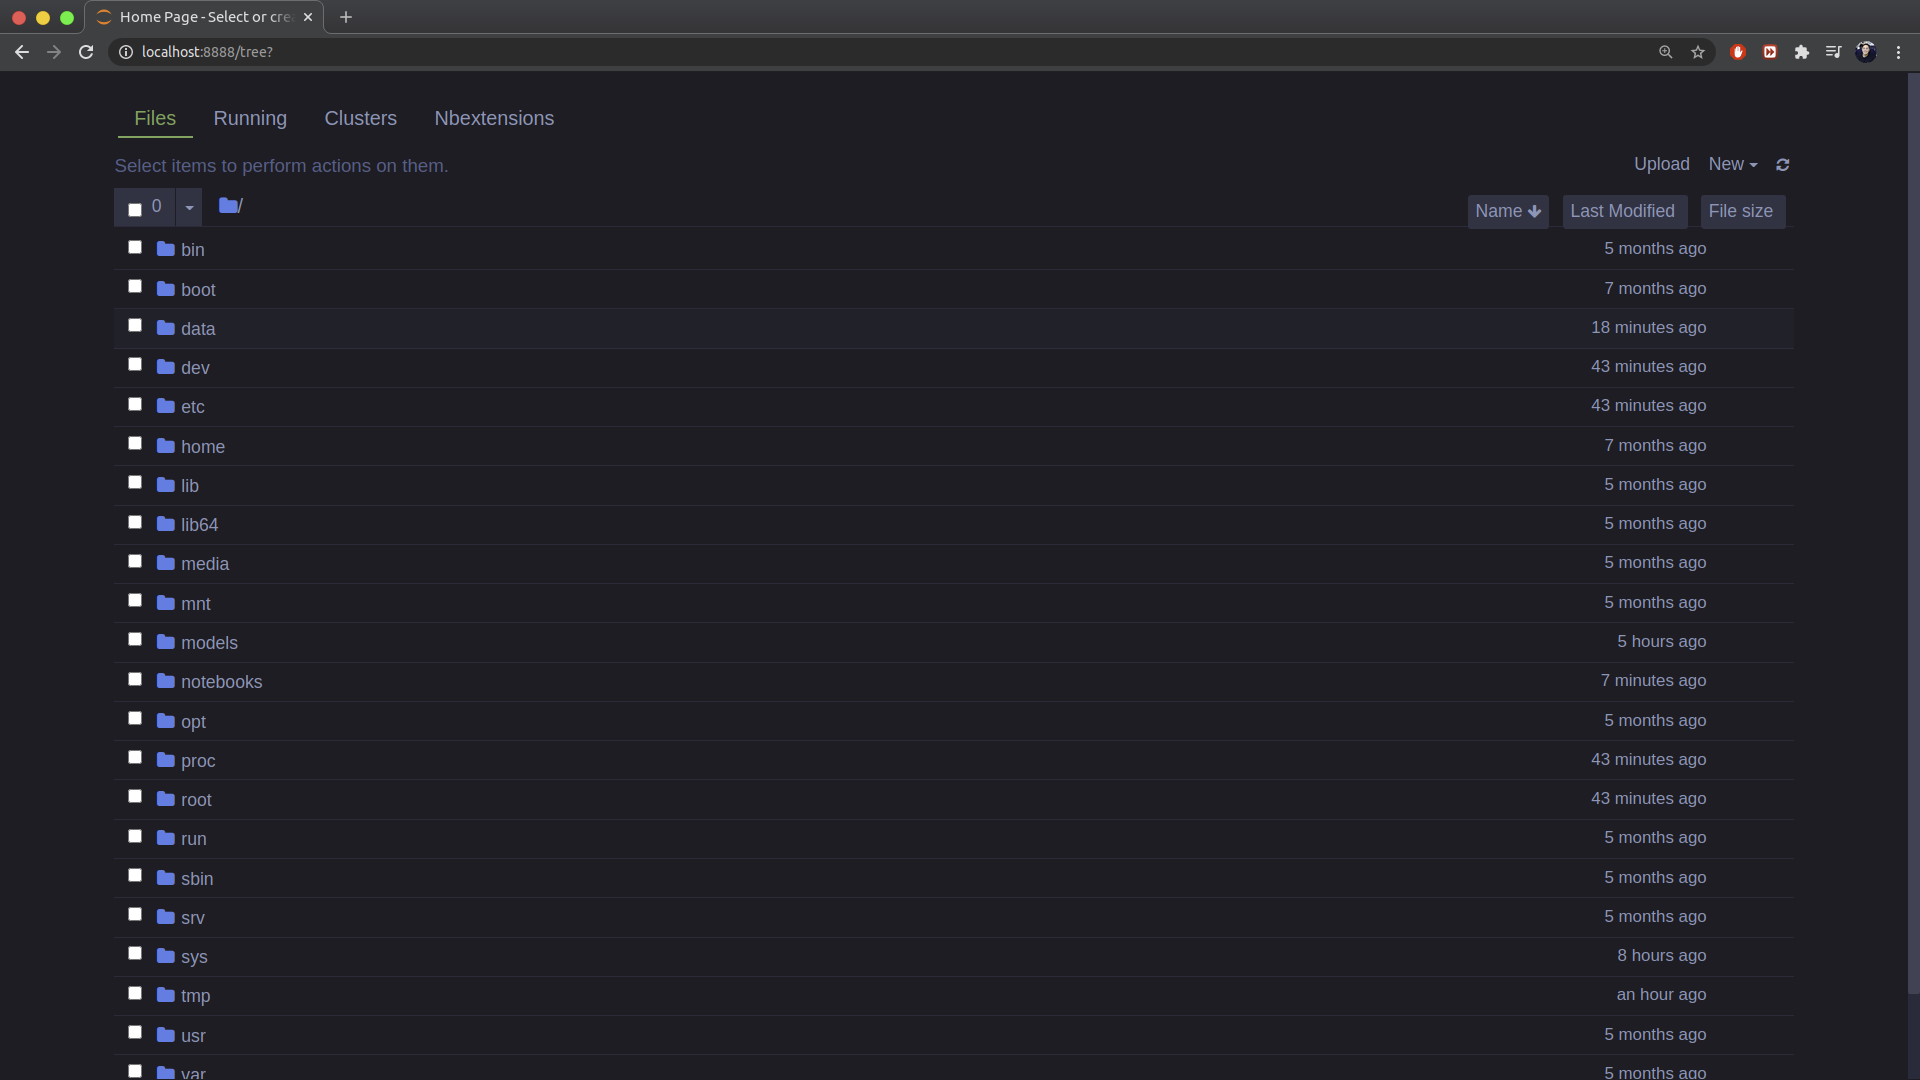 Home Page - Select or cre
localhost:8888/tree?
Files Running Clusters Nbextensions
Select items to perform actions on them.
Upload New
0 / Name Last Modified File size
bin 5 months ago
boot 7 months ago
data 18 minutes ago
dev 43 minutes ago
etc 43 minutes ago
home 7 months ago
lib 5 months ago
lib64 5 months ago
media 5 months ago
mnt 5 months ago
models 5 hours ago
notebooks 7 minutes ago
opt 5 months ago
proc 43 minutes ago
root 43 minutes ago
run 5 months ago
sbin 5 months ago
srv 5 months ago
sys 8 hours ago
tmp an hour ago
usr 5 months ago
var 5 months ago